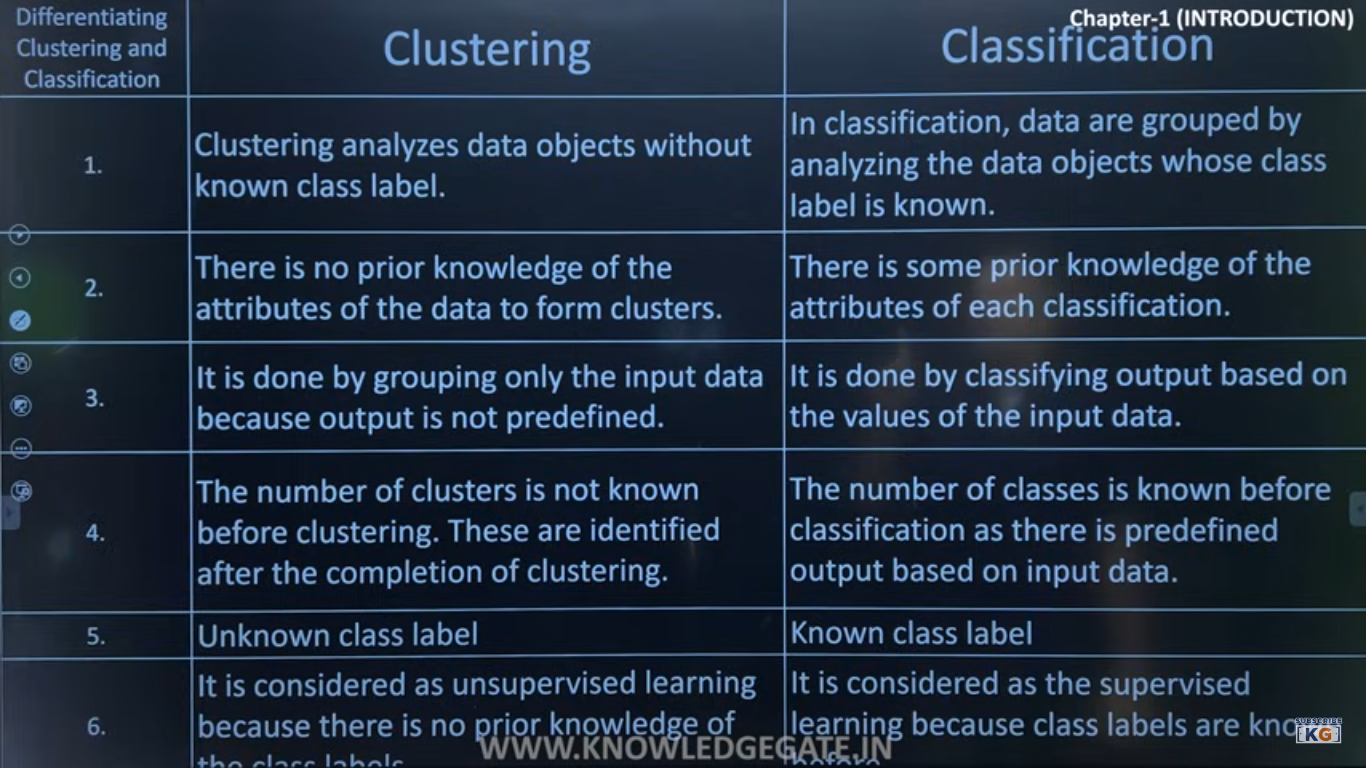 Differentiating
Clustering and
Classification
Clustering
Chapter-1 (INTRODUCTION)
Classification
1.
Clustering analyzes data objects without
known class label.
In classification, data are grouped by
analyzing the data objects whose class
label is known.
2.
There is no prior knowledge of the
attributes of the data to form clusters.
There is some prior knowledge of the
attributes of each classification.
3.
It is done by grouping only the input data
because output is not predefined.
It is done by classifying output based on
the values of the input data.
4.
The number of clusters is not known
before clustering. These are identified
after the completion of clustering.
The number of classes is known before
classification as there is predefined
output based on input data.
5.
Unknown class label
Known class label
6.
It is considered as unsupervised learning
because there is no prior knowledge of
the class labels
It is considered as the supervised
learning because class labels are
before
WWW.KNOWLEDGEGATE.IN
SUBSCRIBE
KG